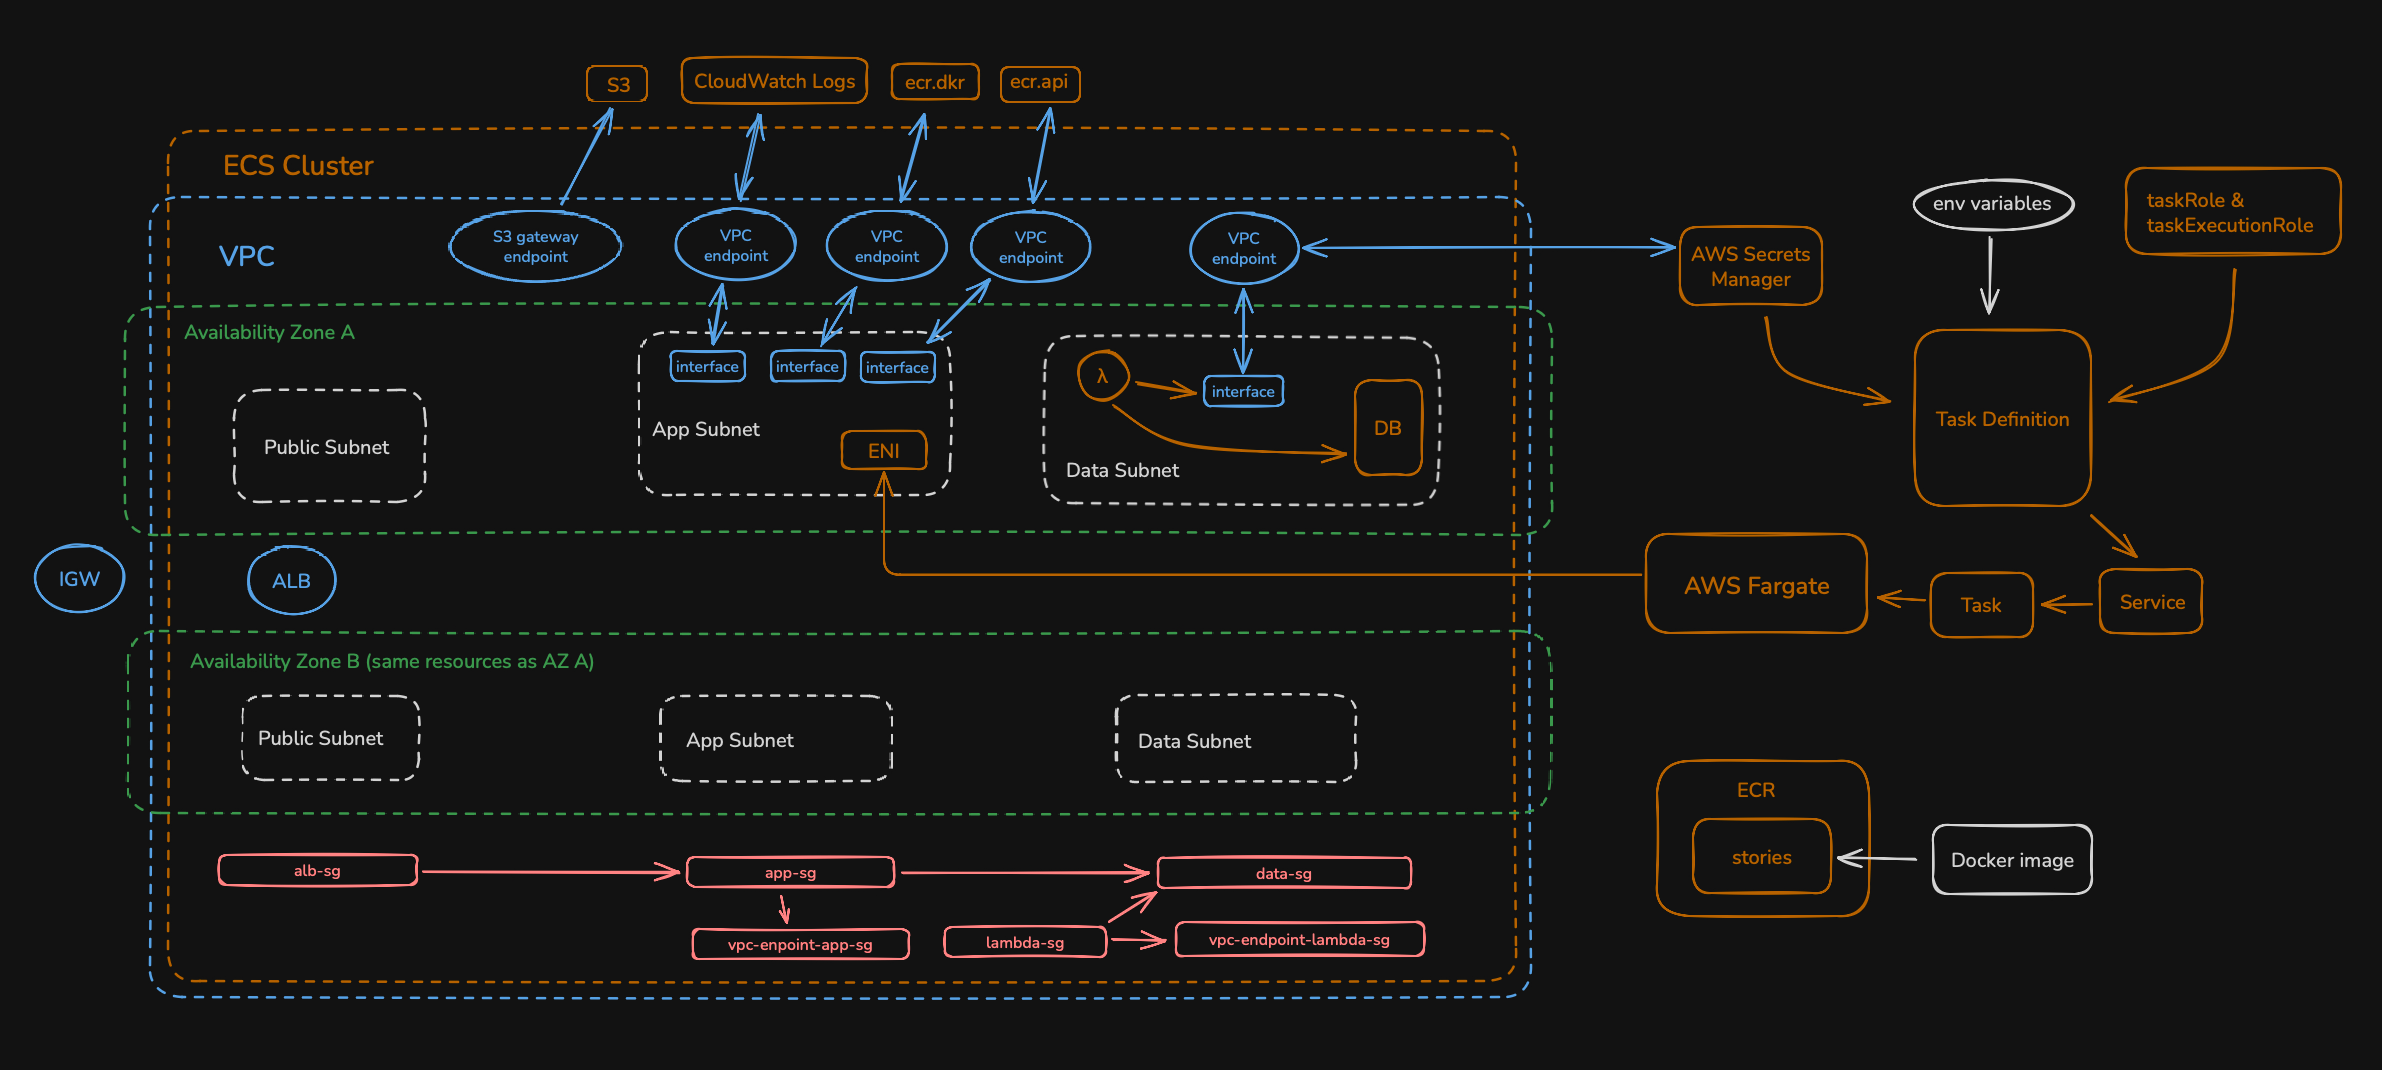 S3
CloudWatch Logs
ecr.dkr
ecr.api
ECS Cluster
VPC
S3 gateway
endpoint
VPC
endpoint
VPC
endpoint
VPC
endpoint
VPC
endpoint
AWS Secrets
Manager
env variables
taskRole &
taskExecutionRole
Availability Zone A
interface
interface
interface
λ
interface
Public Subnet
App Subnet
ENI
DB
Data Subnet
Task Definition
IGW
ALB
AWS Fargate
Task
Service
Availability Zone B (same resources as AZ A)
Public Subnet
App Subnet
Data Subnet
ECR
stories
Docker image
alb-sg
app-sg
data-sg
vpc-enpoint-app-sg
lambda-sg
vpc-endpoint-lambda-sg